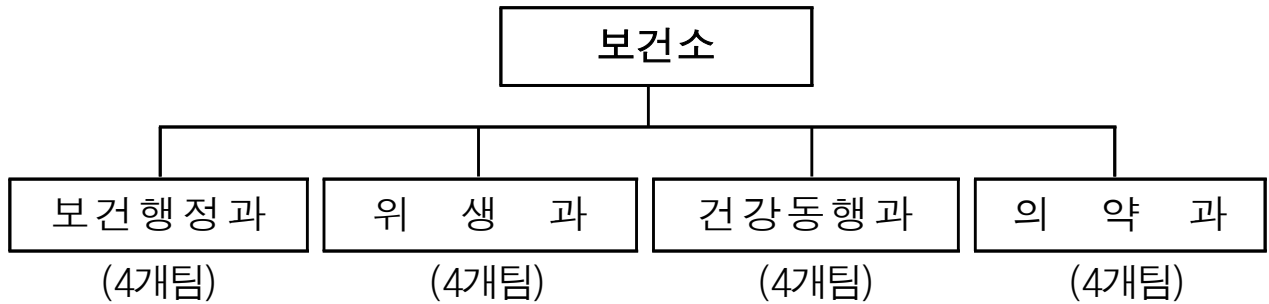 보건소
보건행정과 위 생 과 건강동행과 의 약 과
(4개팀) (4개팀) (4개팀) (4개팀)